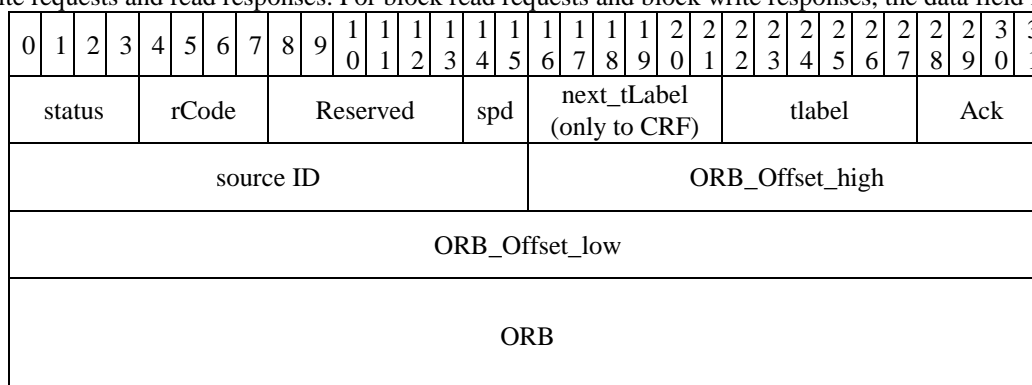 te requests and read responses. For block read requests and block write responses, the data field
0 1 2 3 4 5 6 7 8 9 10 11 12 13 14 15 16 17 18 19 20 21 22 23 24 25 26 27 28 29 30
status rCode Reserved spd next_tLabel (only to CRF) tlabel Ack
source ID ORB_Offset_high
ORB_Offset_low
ORB